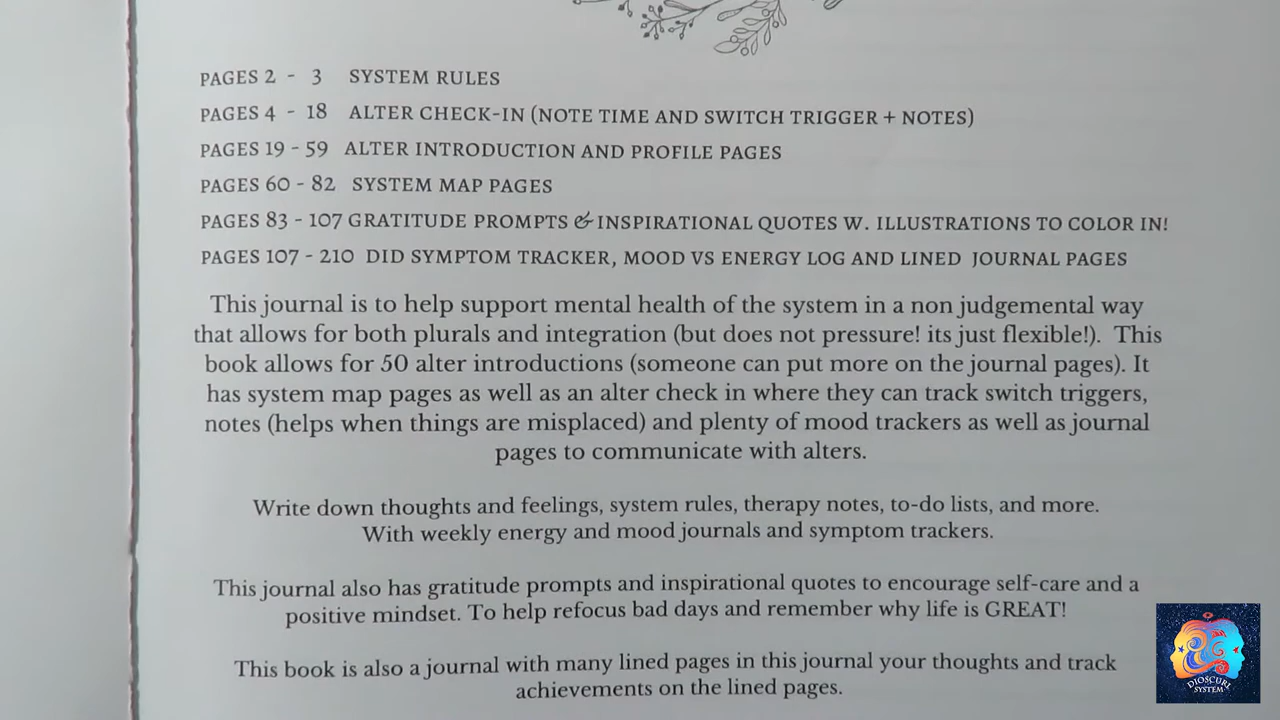 PAGES 2 - 3 SYSTEM RULES
PAGES 4 - 18 ALTER CHECK-IN (NOTE TIME AND SWITCH TRIGGER + NOTES)
PAGES 19 - 59 ALTER INTRODUCTION AND PROFILE PAGES
PAGES 60 - 82 SYSTEM MAP PAGES
PAGES 83 - 107 GRATITUDE PROMPTS & INSPIRATIONAL QUOTES W. ILLUSTRATIONS TO COLOR IN!
PAGES 107 - 210 DID SYMPTOM TRACKER, MOOD VS ENERGY LOG AND LINED JOURNAL PAGES
This journal is to help support mental health of the system in a non judgemental way
that allows for both plurals and integration (but does not pressure! its just flexible!). This
book allows for 50 alter introductions (someone can put more on the journal pages). It
has system map pages as well as an alter check in where they can track switch triggers,
notes (helps when things are misplaced) and plenty of mood trackers as well as journal
pages to communicate with alters.
Write down thoughts and feelings, system rules, therapy notes, to-do lists, and more.
With weekly energy and mood journals and symptom trackers.
This journal also has gratitude prompts and inspirational quotes to encourage self-care and a
positive mindset. To help refocus bad days and remember why life is GREAT!
This book is also a journal with many lined pages in this journal your thoughts and track
achievements on the lined pages.
DIOSCURI
SYSTEM